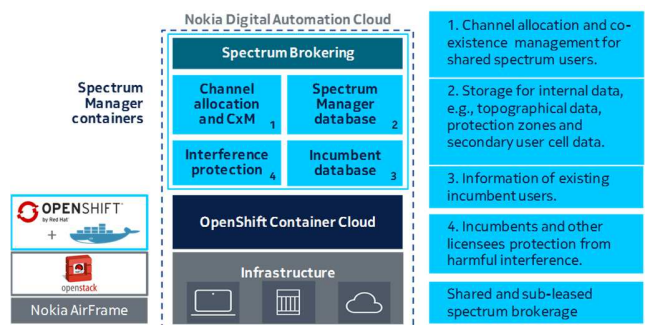 Nokia Digital Automation Cloud
Spectrum Brokering
Spectrum
Manager
containers
Channel
allocation
and CxM 1
Spectrum
Manager
database 2
Interference
protection 4
Incumbent
database 3
OPENSHIFT
by Red Hat
+
openstack
Nokia AirFrame
OpenShift Container Cloud
Infrastructure
1. Channel allocation and co-
existence management for
shared spectrum users.
2. Storage for internal data,
e.g., topographical data,
protection zones and
secondary user cell data.
3. Information of existing
incumbent users.
4. Incumbents and other
licensees protection from
harmful interference.
Shared and sub-leased
spectrum brokerage